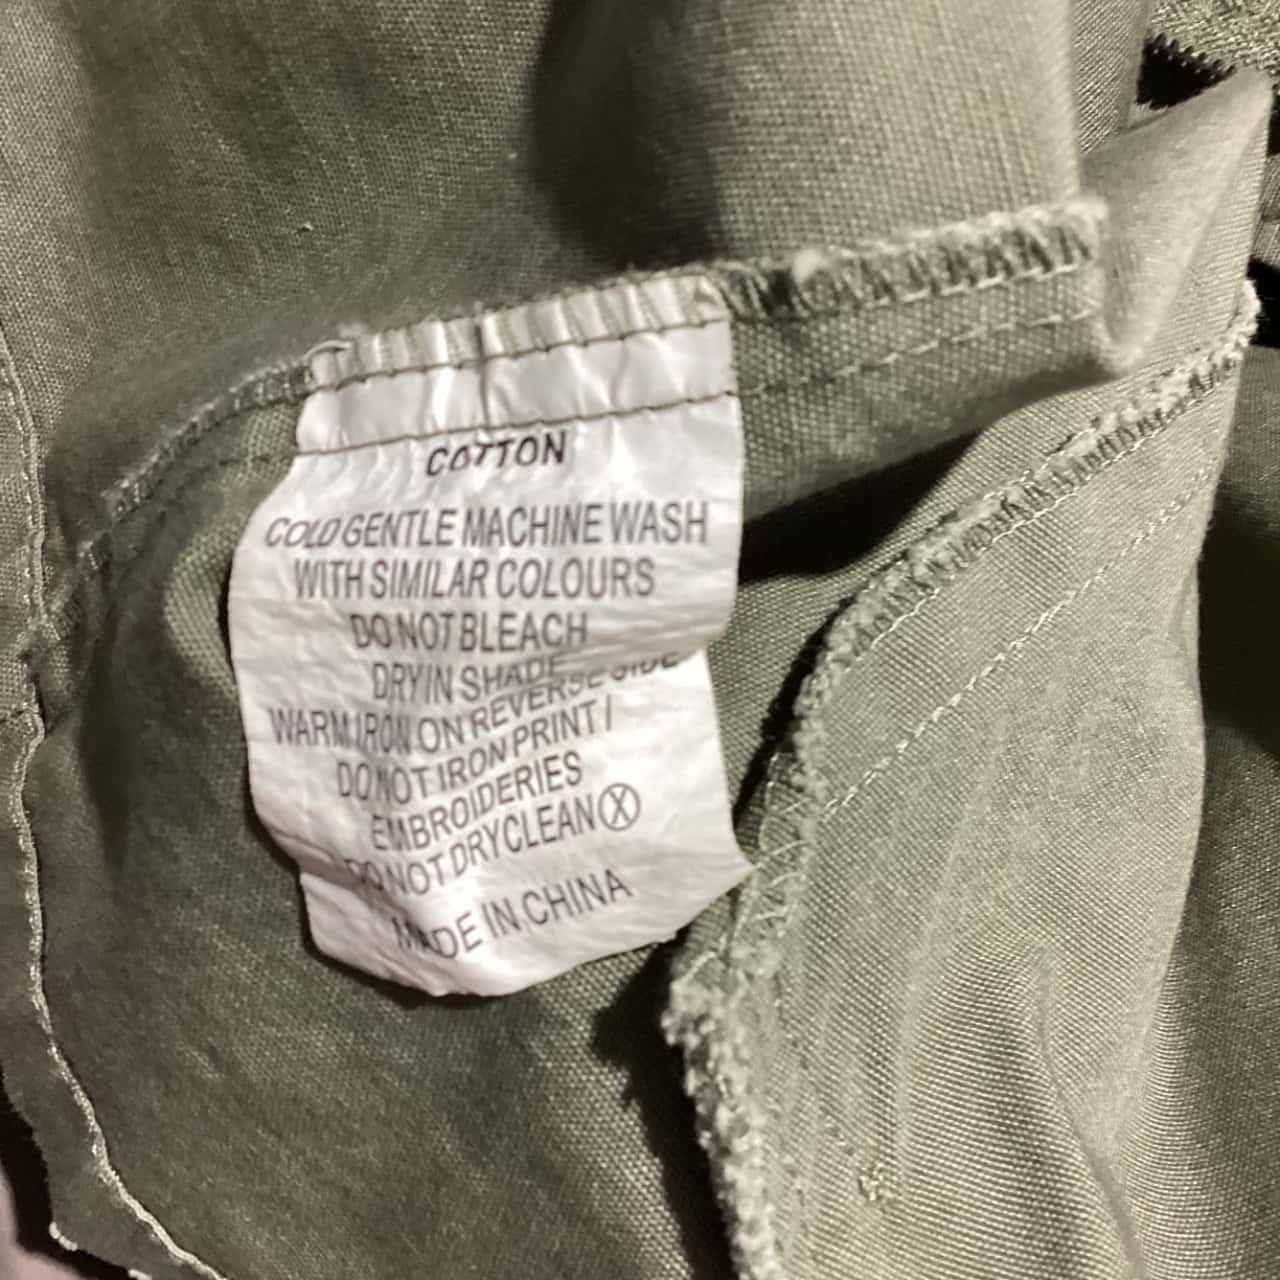 COTTON
COLD GENTLE MACHINE WASH
WITH SIMILAR COLOURS
DO NOT BLEACH
DRY IN SHADE
WARM IRON ON REVERSE SIDE
DO NOT IRON PRINT /
EMBROIDERIES
DO NOT DRYCLEAN Ⓧ
MADE IN CHINA